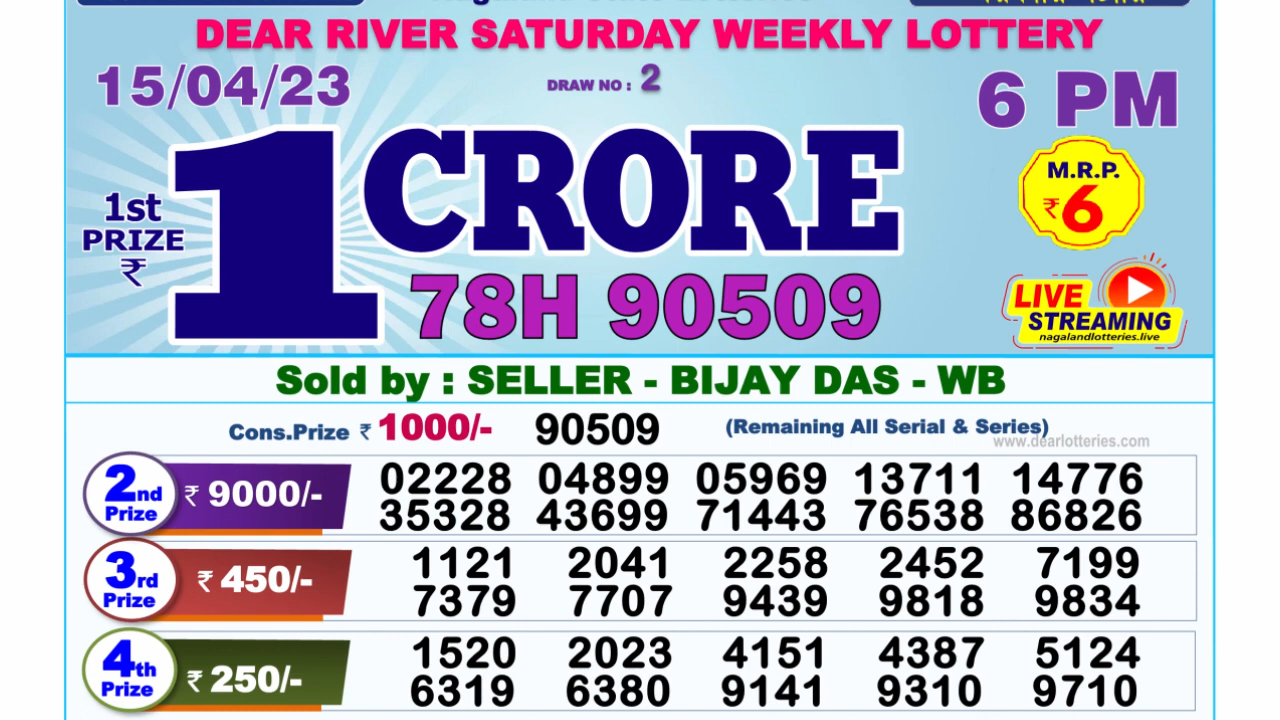 DEAR RIVER SATURDAY WEEKLY LOTTERY
15/04/23
DRAW NO : 2
6 PM
1st
PRIZE
₹
1 CRORE
M.R.P.
₹6
78H 90509
LIVE
STREAMING
nagalandlotteries.live
Sold by : SELLER - BIJAY DAS - WB
Cons.Prize ₹ 1000/- 90509 (Remaining All Serial & Series)
www.dearlotteries.com
2nd Prize ₹ 9000/-
02228 04899 05969 13711 14776
35328 43699 71443 76538 86826
3rd Prize ₹ 450/-
1121 2041 2258 2452 7199
7379 7707 9439 9818 9834
4th Prize ₹ 250/-
1520 2023 4151 4387 5124
6319 6380 9141 9310 9710